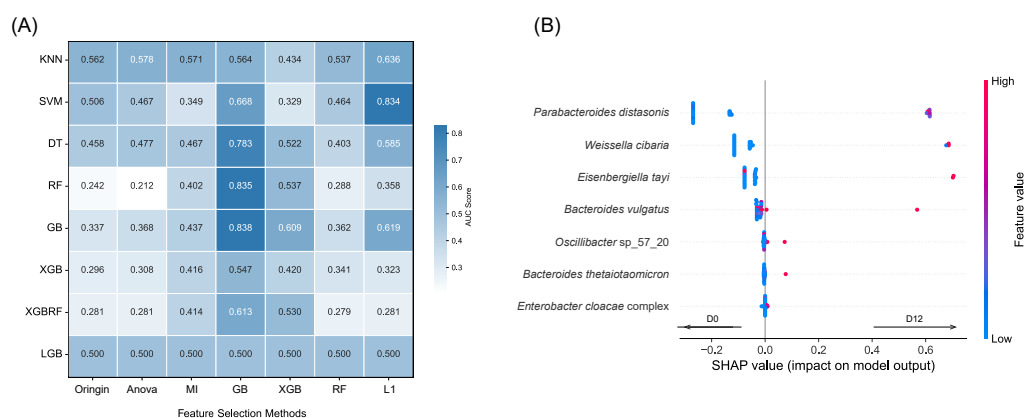 (A)
KNN 0.562 0.578 0.571 0.564 0.434 0.537 0.636
SVM 0.506 0.467 0.349 0.668 0.329 0.464 0.834
DT 0.458 0.477 0.467 0.783 0.522 0.403 0.585
RF 0.242 0.212 0.402 0.835 0.537 0.288 0.358
GB 0.337 0.368 0.437 0.838 0.609 0.362 0.619
XGB 0.296 0.308 0.416 0.547 0.420 0.341 0.323
XGBRF 0.281 0.281 0.414 0.613 0.530 0.279 0.281
LGB 0.500 0.500 0.500 0.500 0.500 0.500 0.500
Oringin Anova MI GB XGB RF L1
Feature Selection Methods
0.8
0.7
0.6
0.5
0.4
0.3
AUC Score
(B)
Parabacteroides distasonis
Weissella cibaria
Eisenbergiella tayi
Bacteroides vulgatus
Oscillibacter sp_57_20
Bacteroides thetaiotaomicron
Enterobacter cloacae complex
D0 D12
−0.2 0.0 0.2 0.4 0.6
SHAP value (impact on model output)
High
Low
Feature value